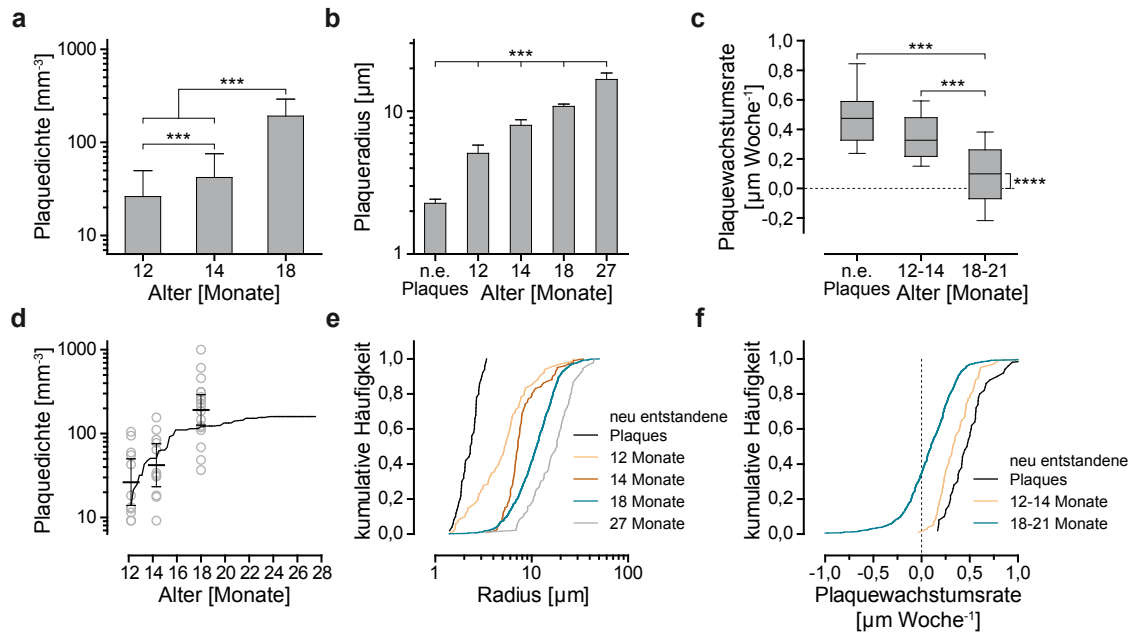 a
Plaquedichte [mm⁻³]
1000
100
10
***
***
12 14 18
Alter [Monate]
b
Plaqueradius [µm]
10
1
***
n.e. 12 14 18 27
Plaques Alter [Monate]
c
Plaquewachstumsrate
[µm Woche⁻¹]
1,0
0,8
0,6
0,4
0,2
0,0
-0,2
***
***
****
n.e. 12-14 18-21
Plaques Alter [Monate]
d
Plaquedichte [mm⁻³]
1000
100
10
12 14 16 18 20 22 24 26 28
Alter [Monate]
e
kumulative Häufigkeit
1,0
0,8
0,6
0,4
0,2
0,0
neu entstandene
Plaques
12 Monate
14 Monate
18 Monate
27 Monate
1 10 100
Radius [µm]
f
kumulative Häufigkeit
1,0
0,8
0,6
0,4
0,2
0,0
neu entstandene
Plaques
12-14 Monate
18-21 Monate
-1,0 -0,5 0,0 0,5 1,0
Plaquewachstumsrate
[µm Woche⁻¹]